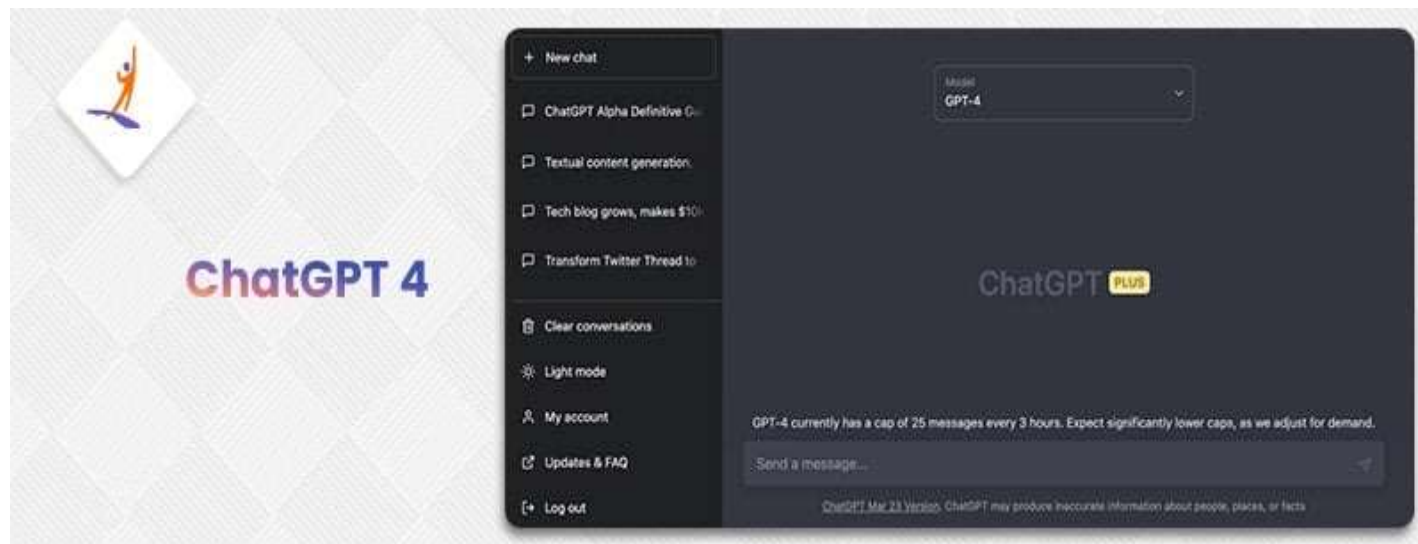 ChatGPT 4
+ New chat
ChatGPT Alpha Definitive
Textual content generation.
Tech blog grows, makes $10
Transform Twitter Thread to
Clear conversations
Light mode
My account
Updates & FAQ
Log out
Model
GPT-4
ChatGPT PLUS
GPT-4 currently has a cap of 25 messages every 3 hours. Expect significantly lower caps, as we adjust for demand.
Send a message...
ChatGPT Mar 23 Version. ChatGPT may produce inaccurate information about people, places, or facts